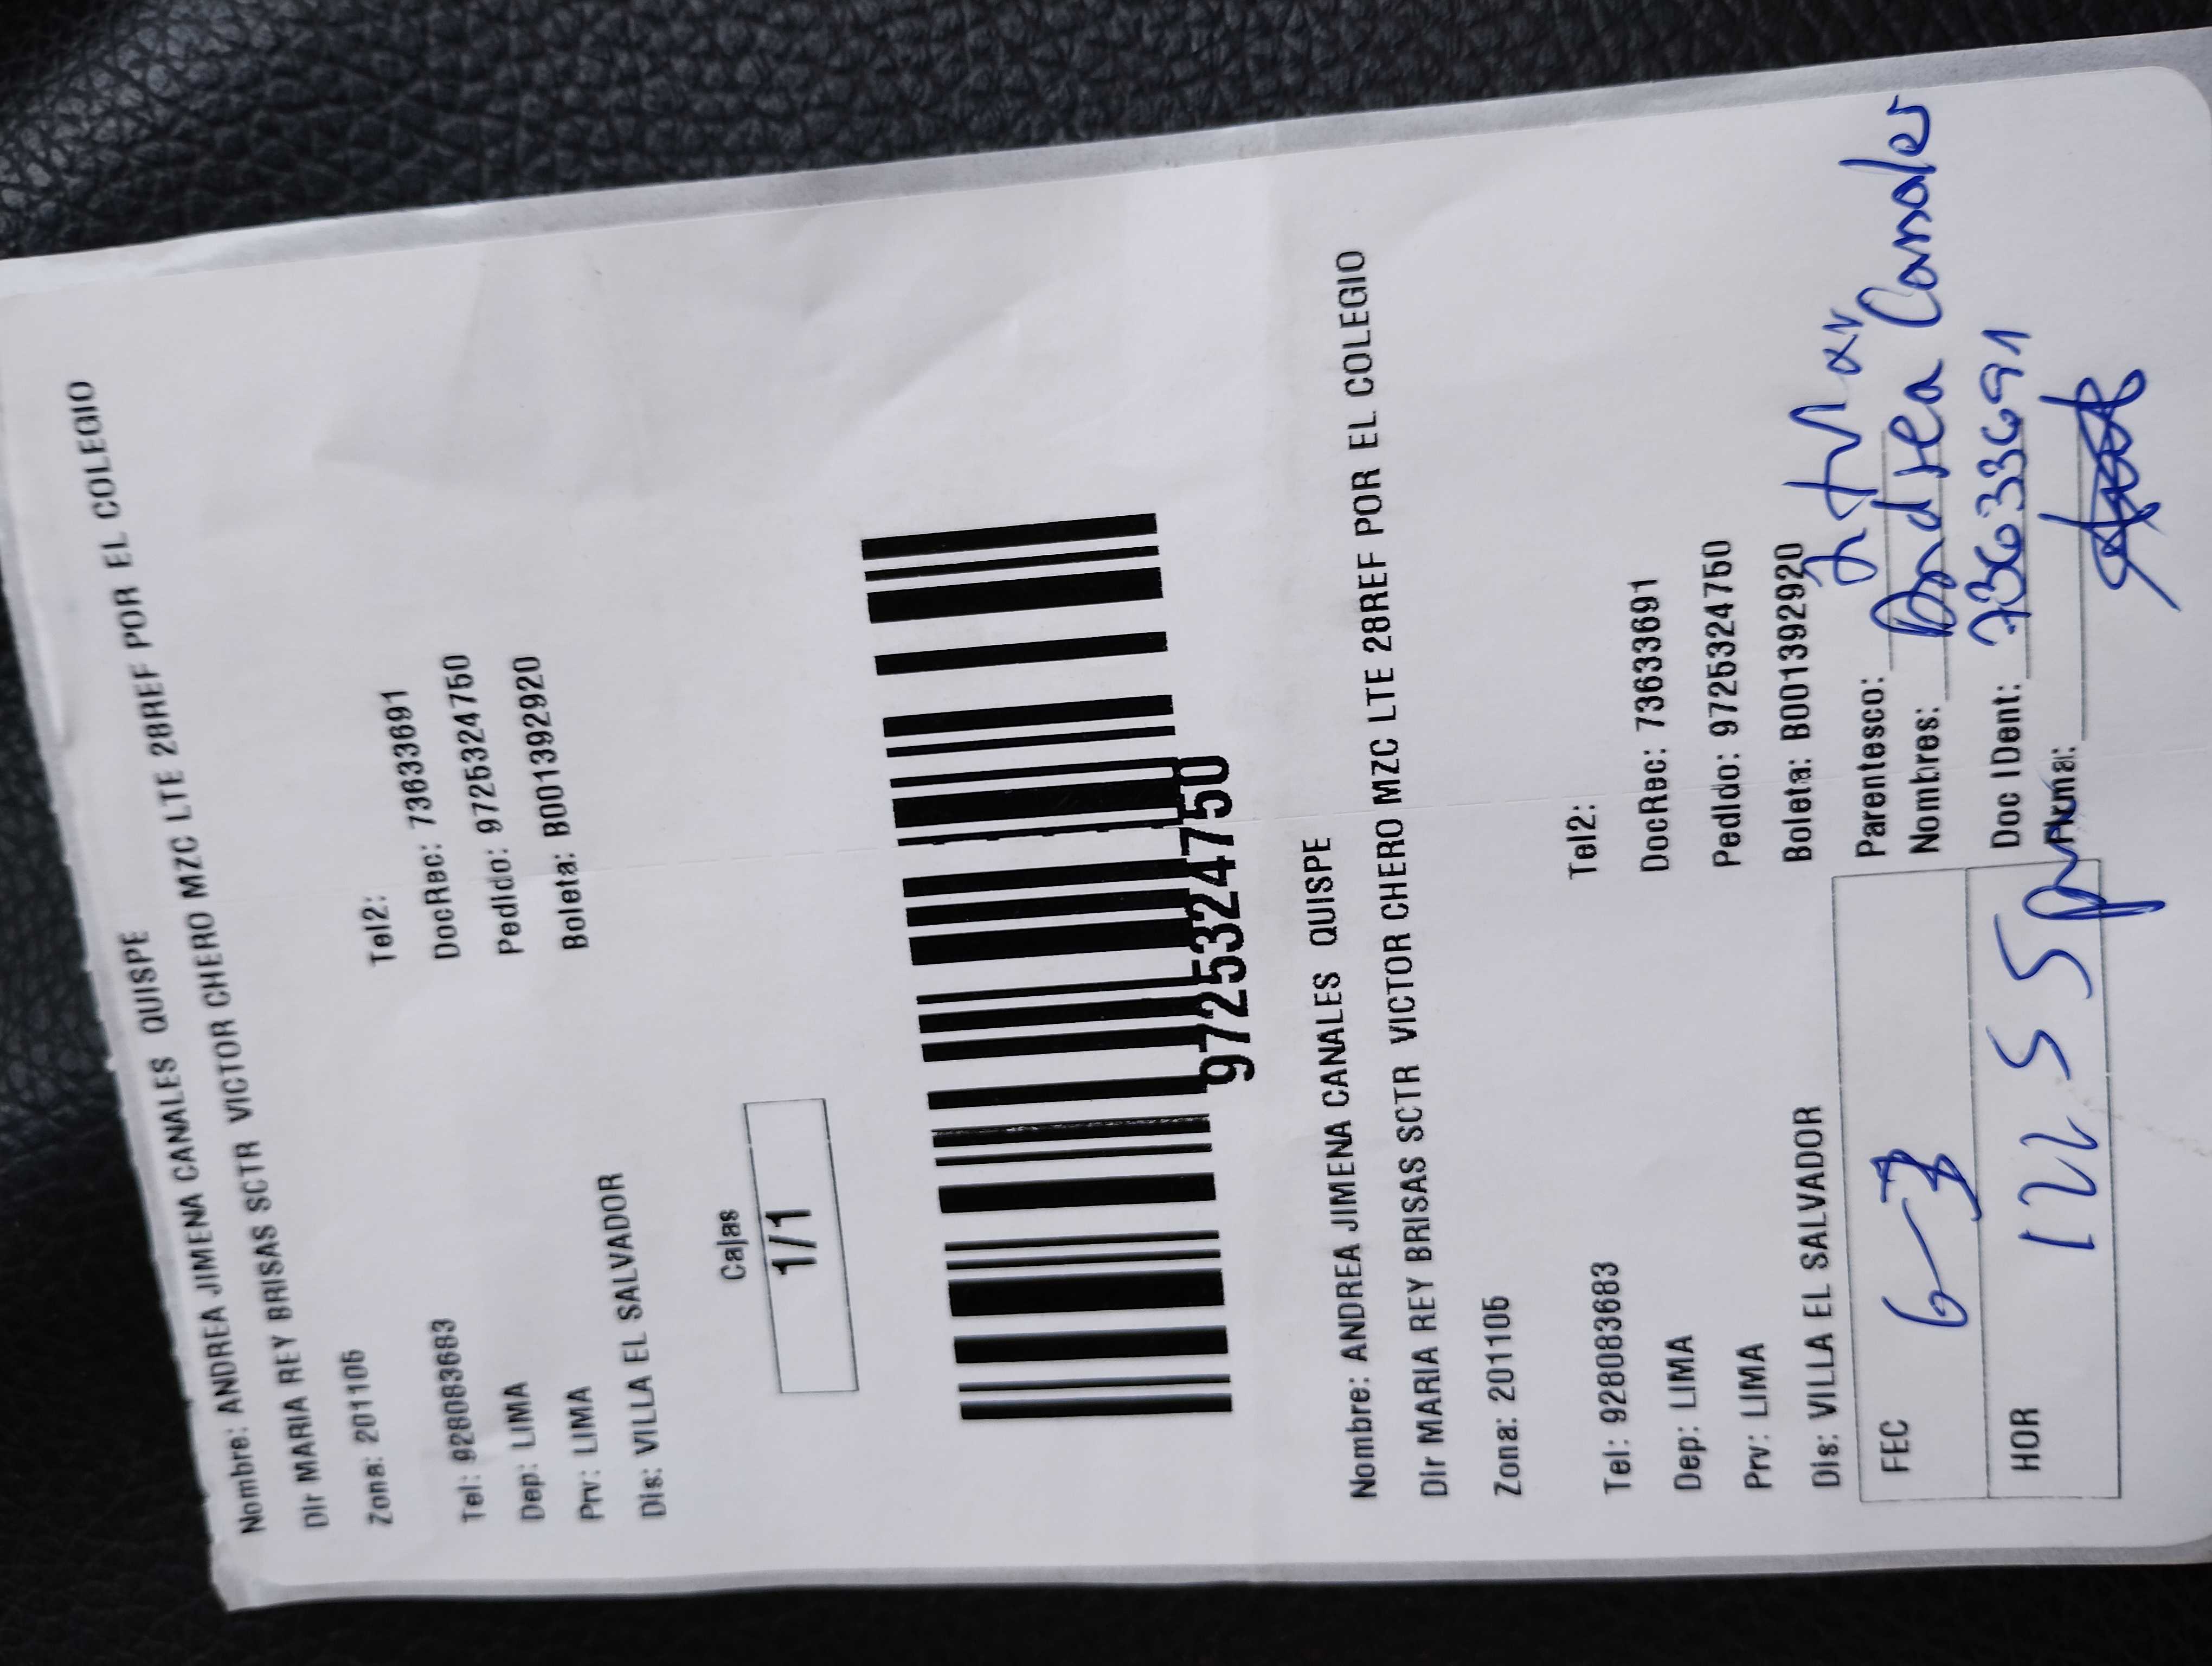 Nombre: ANDREA JIMENA CANALES QUISPE
Dir MARIA REY BRISAS SCTR VICTOR CHERO MZC LTE 28REF POR EL COLEGIO
Zona: 201105
Tel: 928083683
Tel2:
Dep: LIMA
DocRec: 73633691
Prv: LIMA
Pedido: 9725324750
Dis: VILLA EL SALVADOR
Boleta: B001392920
Cajas
1/1
9725324750
Nombre: ANDREA JIMENA CANALES QUISPE
Dir MARIA REY BRISAS SCTR VICTOR CHERO MZC LTE 28REF POR EL COLEGIO
Zona: 201105
Tel: 928083683
Tel2:
Dep: LIMA
DocRec: 73633691
Prv: LIMA
Pedido: 9725324750
Dis: VILLA EL SALVADOR
Boleta: B001392920
FEC 6-3
Parentesco:
Nombres: Andrea Canales
HOR 12 55 pm
Doc IDent: 73633691
Firma: